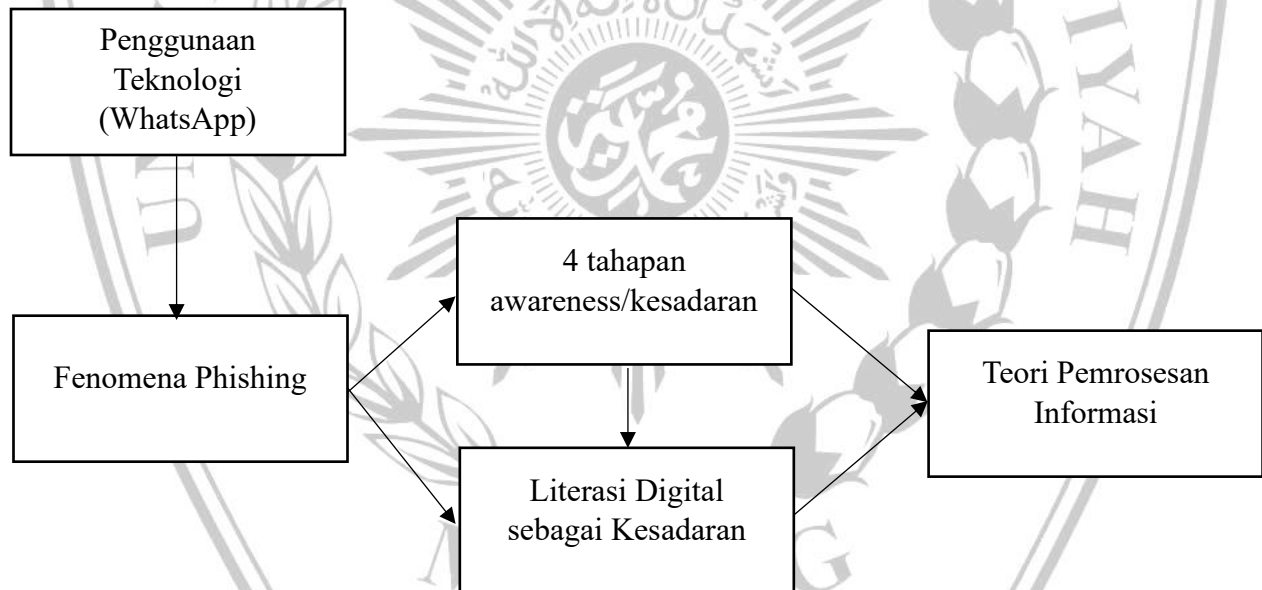 Penggunaan
Teknologi
(WhatsApp)
Fenomena Phishing
4 tahapan
awareness/kesadaran
Literasi Digital
sebagai Kesadaran
Teori Pemrosesan
Informasi